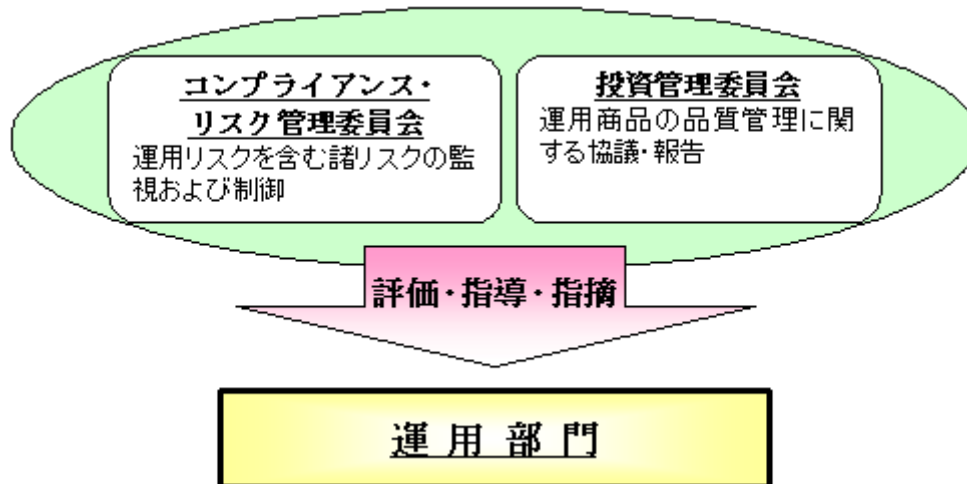 コンプライアンス・
リスク管理委員会
運用リスクを含む諸リスクの監
視および制御
投資管理委員会
運用商品の品質管理に関
する協議・報告
評価・指導・指摘
運用部門